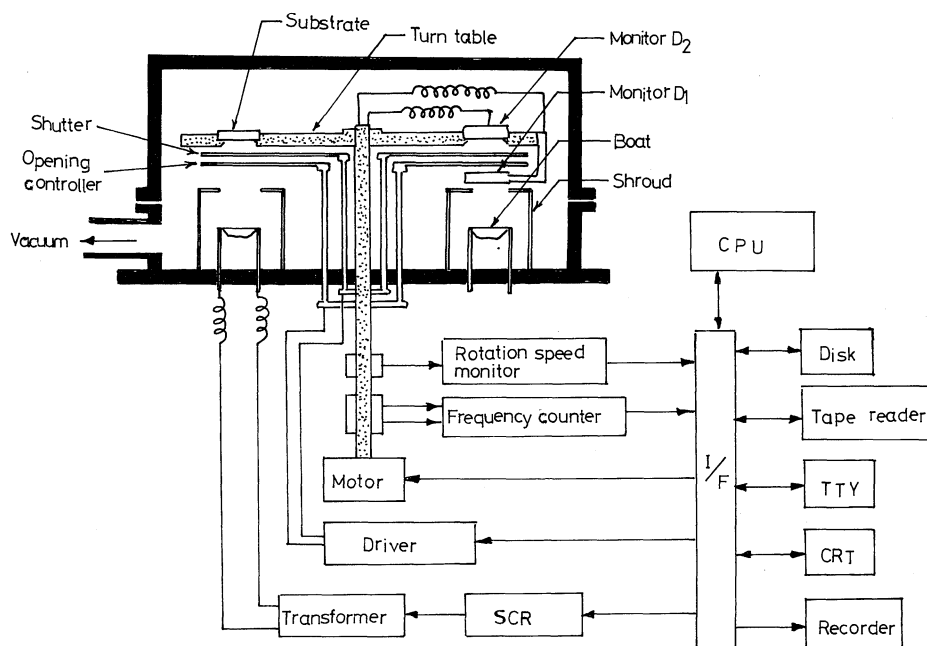 Substrate
Turn table
Monitor D2
Monitor D1
Boat
Shroud
Shutter
Opening
controller
Vacuum
CPU
Rotation speed
monitor
Frequency counter
Motor
Driver
Transformer
SCR
I/F
Disk
Tape reader
TTY
CRT
Recorder